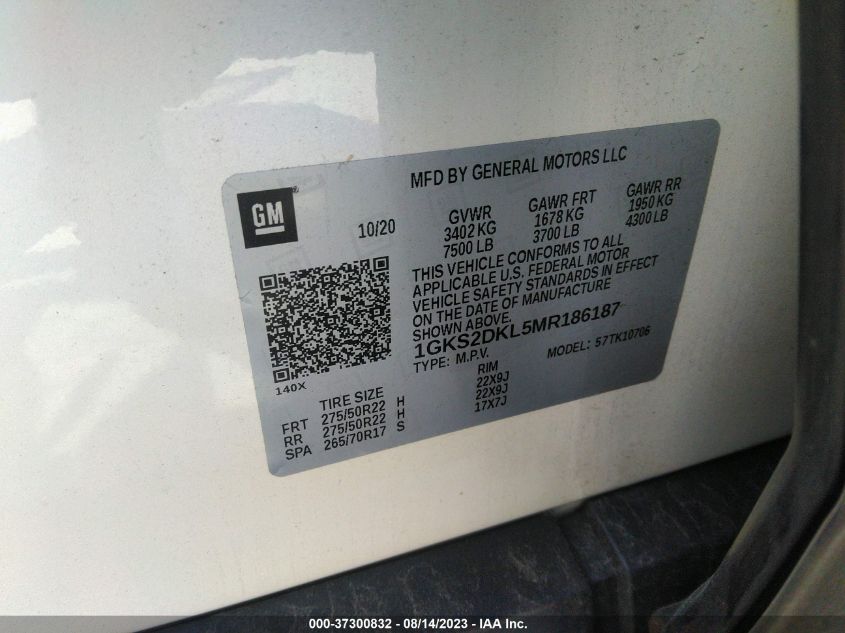 MFD BY GENERAL MOTORS LLC
GM
10/20
GVWR GAWR FRT GAWR RR
3402 KG 1678 KG 1950 KG
7500 LB 3700 LB 4300 LB
THIS VEHICLE CONFORMS TO ALL
APPLICABLE U.S. FEDERAL MOTOR
VEHICLE SAFETY STANDARDS IN EFFECT
ON THE DATE OF MANUFACTURE
SHOWN ABOVE.
1GKS2DKL5MR186187
TYPE: M.P.V. MODEL: 57TK10706
140X
TIRE SIZE RIM
FRT 275/50R22 H 22X9J
RR 275/50R22 H 22X9J
SPA 265/70R17 S 17X7J
000-37300832 - 08/14/2023 - IAA Inc.